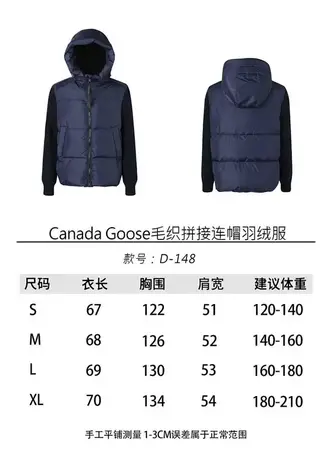 Canada Goose毛织拼接连帽羽绒服
款号：D-148
尺码 衣长 胸围 肩宽 建议体重
S 67 122 51 120-140
M 68 126 52 140-160
L 69 130 53 160-180
XL 70 134 54 180-210
手工平铺测量 1-3CM误差属于正常范围